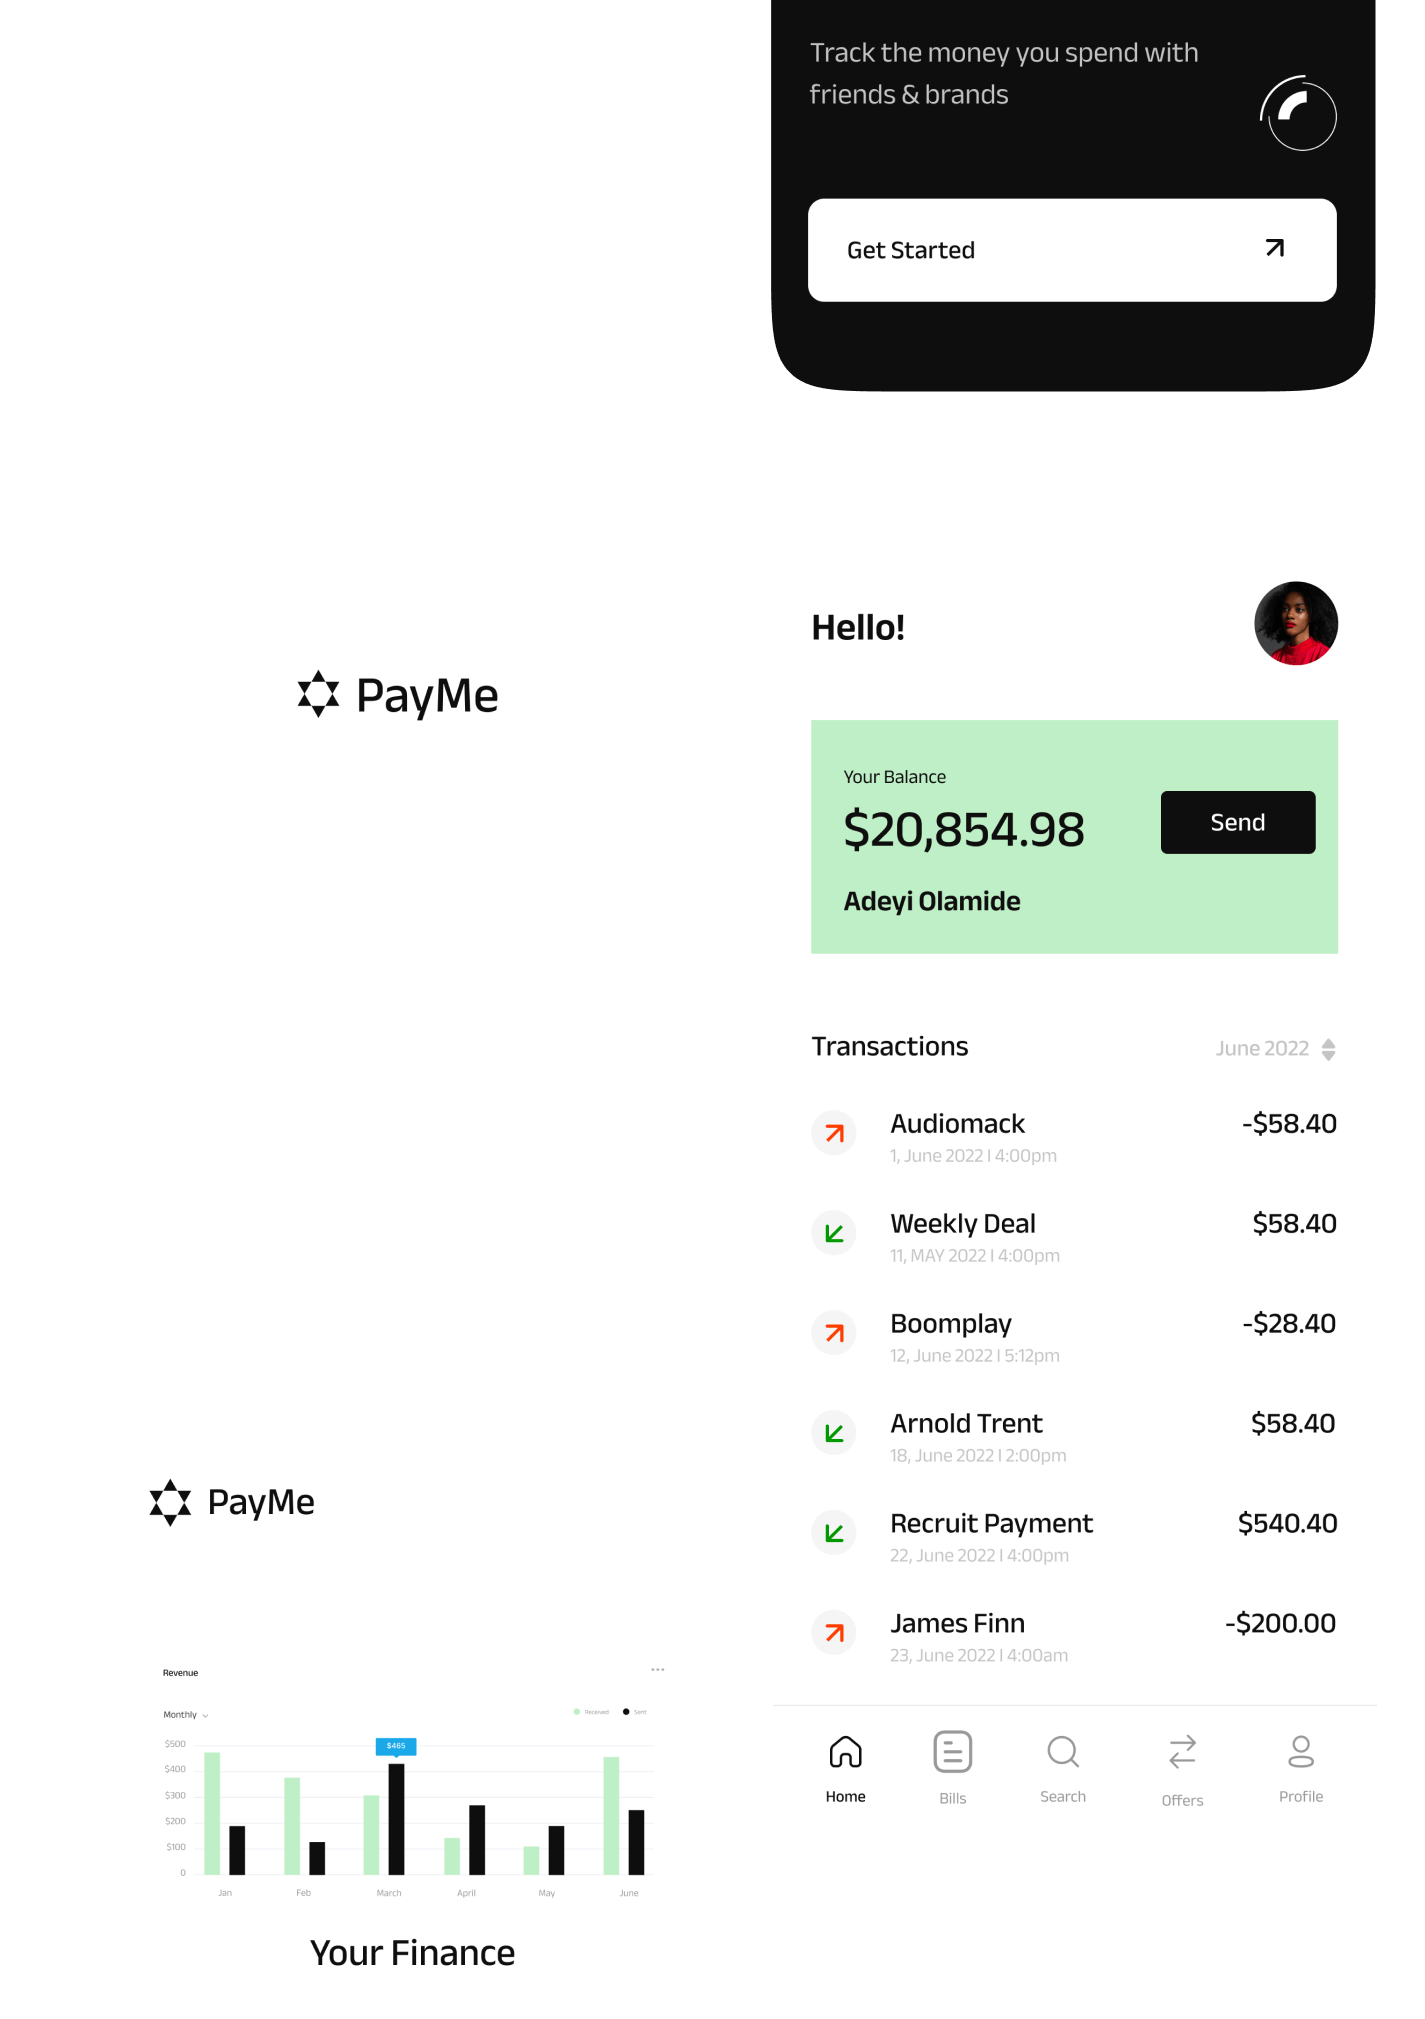 PayMe
PayMe
Revenue
Monthly
Received
Sent
$500
$400
$300
$200
$100
0
$465
Jan
Feb
March
April
May
June
Your Finance
Track the money you spend with
friends & brands
Get Started
Hello!
Your Balance
$20,854.98
Send
Adeyi Olamide
Transactions
June 2022
Audiomack
-$58.40
1, June 2022 I 4:00pm
Weekly Deal
$58.40
11, MAY 2022 I 4:00pm
Boomplay
-$28.40
12, June 2022 I 5:12pm
Arnold Trent
$58.40
18, June 2022 I 2:00pm
Recruit Payment
$540.40
22, June 2022 I 4:00pm
James Finn
-$200.00
23, June 2022 I 4:00am
Home
Bills
Search
Offers
Profile